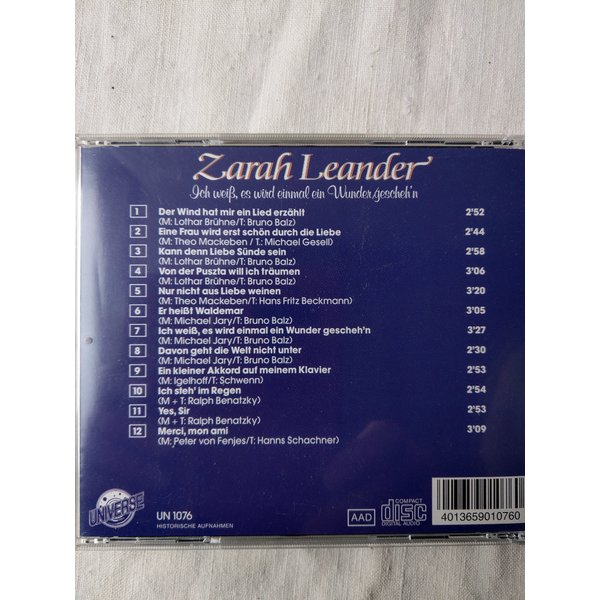 Zarah Leander
Ich weiß, es wird einmal ein Wunder gescheh'n
1 Der Wind hat mir ein Lied erzählt 2'52
(M: Lothar Brühne/T: Bruno Balz)
2 Eine Frau wird erst schön durch die Liebe 2'44
(M: Theo Mackeben / T.: Michael Gesell)
3 Kann denn Liebe Sünde sein 2'58
(M: Lothar Brühne/T: Bruno Balz)
4 Von der Puszta will ich träumen 3'06
(M: Lothar Brühne/T: Bruno Balz)
5 Nur nicht aus Liebe weinen 3'20
(M: Theo Mackeben/T: Hans Fritz Beckmann)
6 Er heißt Waldemar 3'05
(M: Michael Jary/T: Bruno Balz)
7 Ich weiß, es wird einmal ein Wunder gescheh'n 3'27
(M: Michael Jary/T: Bruno Balz)
8 Davon geht die Welt nicht unter 2'30
(M: Michael Jary/T: Bruno Balz)
9 Ein kleiner Akkord auf meinem Klavier 2'53
(M: Igelhoff/T: Schwenn)
10 Ich steh' im Regen 2'54
(M + T: Ralph Benatzky)
11 Yes, Sir 2'53
(M + T: Ralph Benatzky)
12 Merci, mon ami 3'09
(M: Peter von Fenjes/T: Hanns Schachner)
UNIVERSE
UN 1076
HISTORISCHE AUFNAHMEN
AAD
COMPACT
disc
DIGITAL AUDIO
4013659010760